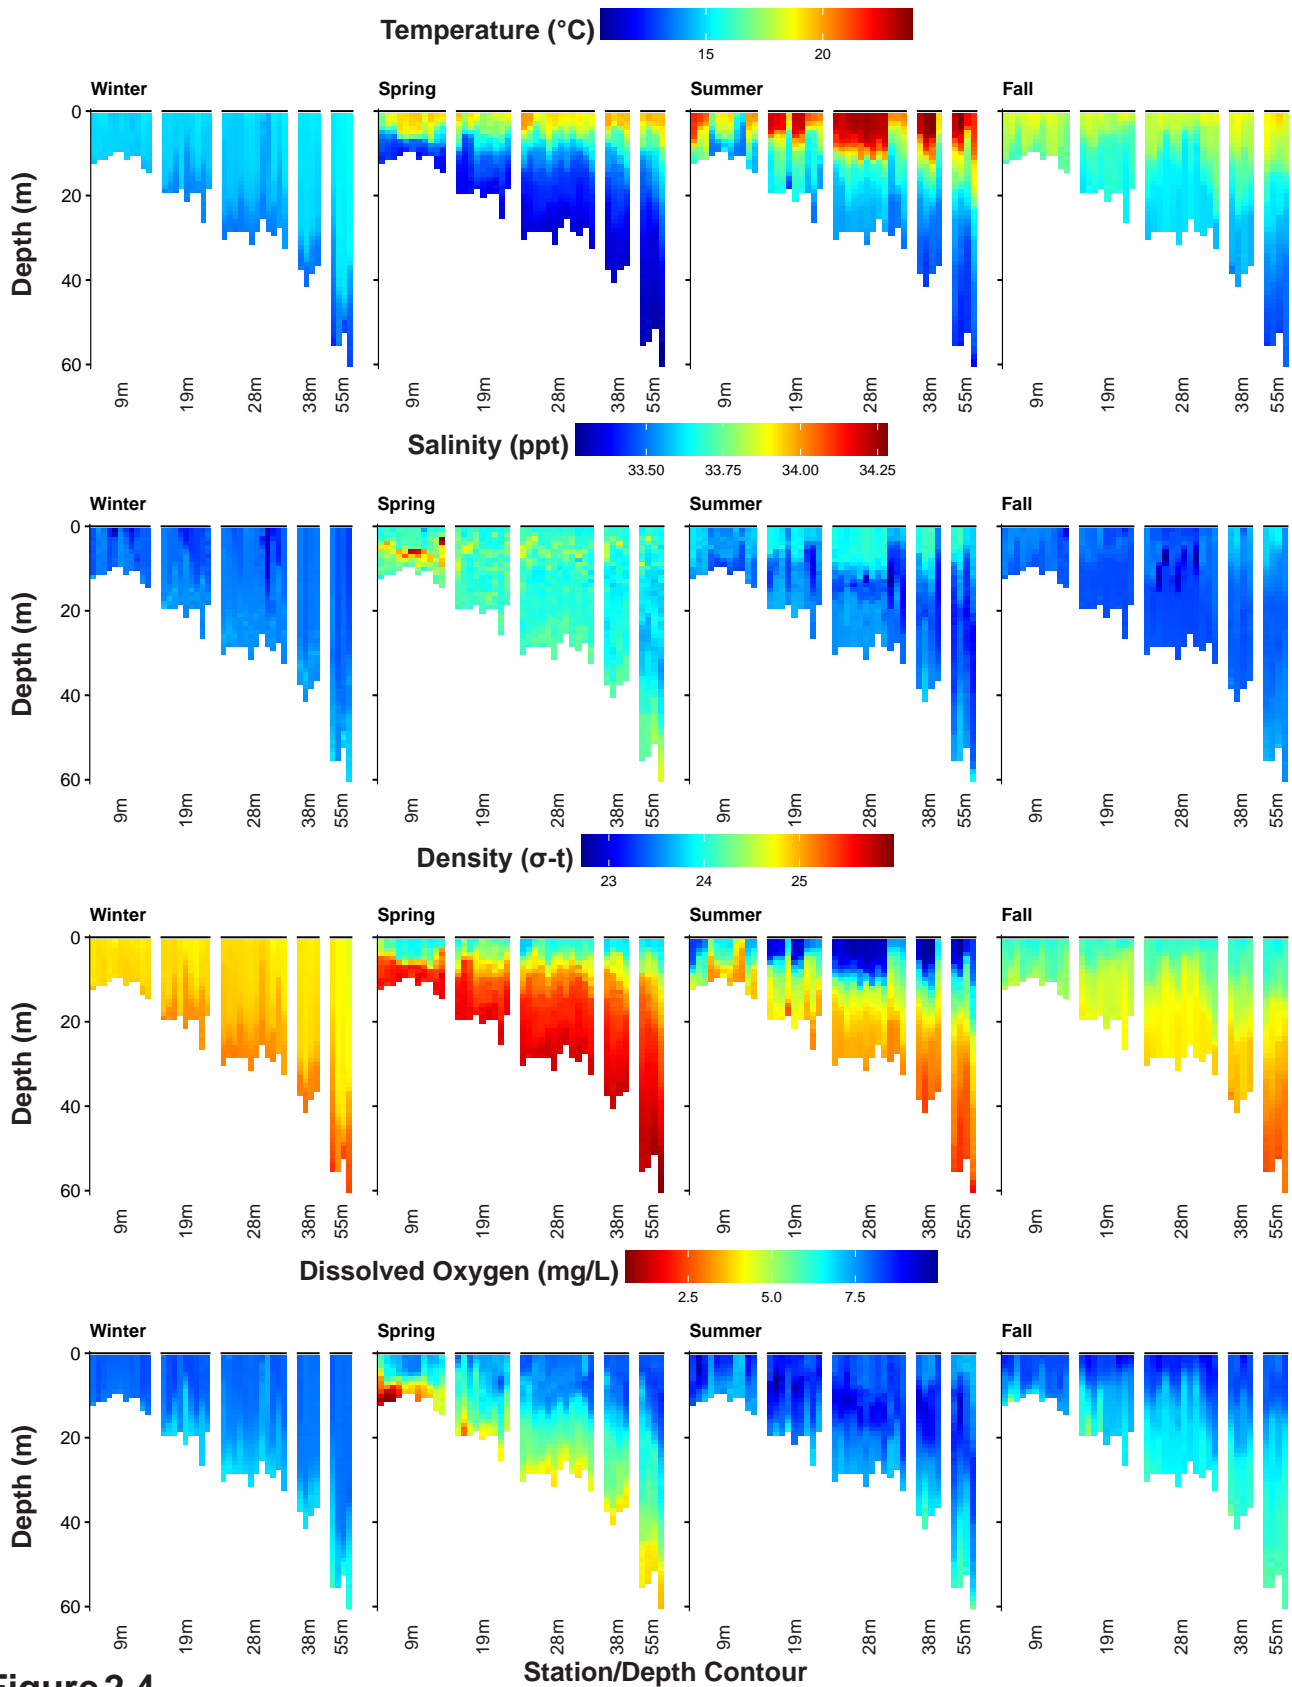 Temperature (°C)
15 20
Winter Spring Summer Fall
Depth (m)
0
20
40
60
9m 19m 28m 38m 55m 9m 19m 28m 38m 55m 9m 19m 28m 38m 55m 9m 19m 28m 38m 55m
Salinity (ppt)
33.50 33.75 34.00 34.25
Winter Spring Summer Fall
Depth (m)
0
20
40
60
9m 19m 28m 38m 55m 9m 19m 28m 38m 55m 9m 19m 28m 38m 55m 9m 19m 28m 38m 55m
Density (σ-t)
23 24 25
Winter Spring Summer Fall
Depth (m)
0
20
40
60
9m 19m 28m 38m 55m 9m 19m 28m 38m 55m 9m 19m 28m 38m 55m 9m 19m 28m 38m 55m
Dissolved Oxygen (mg/L)
2.5 5.0 7.5
Winter Spring Summer Fall
Depth (m)
0
20
40
60
9m 19m 28m 38m 55m 9m 19m 28m 38m 55m 9m 19m 28m 38m 55m 9m 19m 28m 38m 55m
Station/Depth Contour